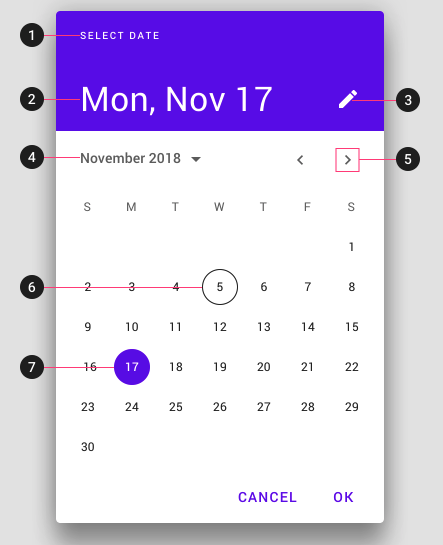 1 SELECT DATE
2 Mon, Nov 17 3
4 November 2018 5
S M T W T F S
1
6 2 3 4 5 6 7 8
9 10 11 12 13 14 15
7 16 17 18 19 20 21 22
23 24 25 26 27 28 29
30
CANCEL OK